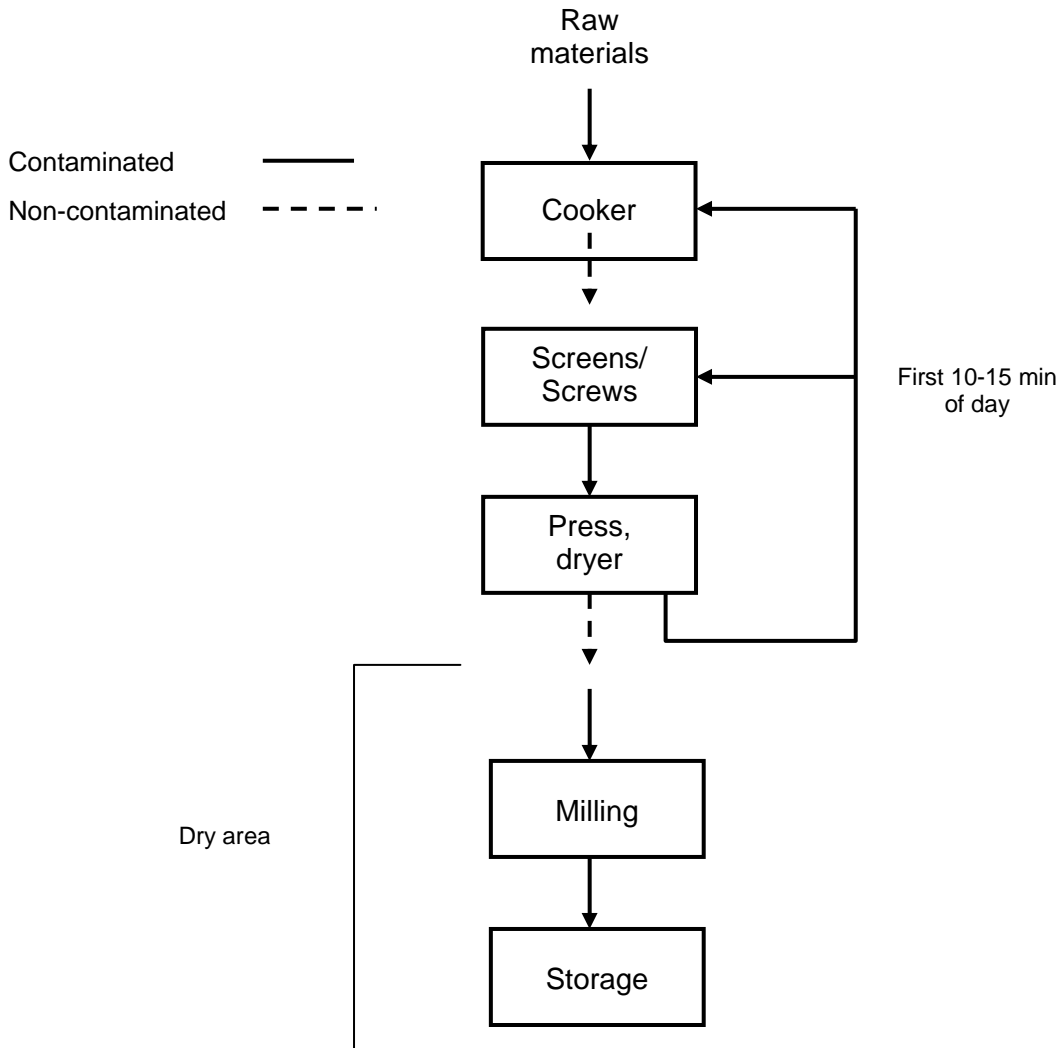 Raw
materials
Contaminated
Non-contaminated
Cooker
Screens/
Screws
First 10-15 min
of day
Press,
dryer
Milling
Dry area
Storage